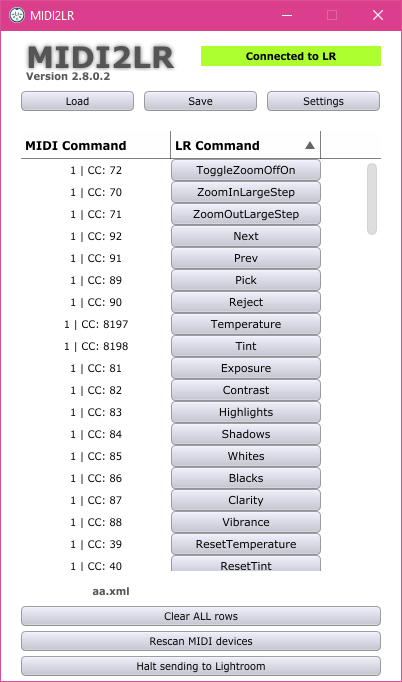 MIDI2LR
MIDI2LR
Version 2.8.0.2
Connected to LR
Load Save Settings
MIDI Command LR Command
1 | CC: 72 ToggleZoomOffOn
1 | CC: 70 ZoomInLargeStep
1 | CC: 71 ZoomOutLargeStep
1 | CC: 92 Next
1 | CC: 91 Prev
1 | CC: 89 Pick
1 | CC: 90 Reject
1 | CC: 8197 Temperature
1 | CC: 8198 Tint
1 | CC: 81 Exposure
1 | CC: 82 Contrast
1 | CC: 83 Highlights
1 | CC: 84 Shadows
1 | CC: 85 Whites
1 | CC: 86 Blacks
1 | CC: 87 Clarity
1 | CC: 88 Vibrance
1 | CC: 39 ResetTemperature
1 | CC: 40 ResetTint
aa.xml
Clear ALL rows
Rescan MIDI devices
Halt sending to Lightroom